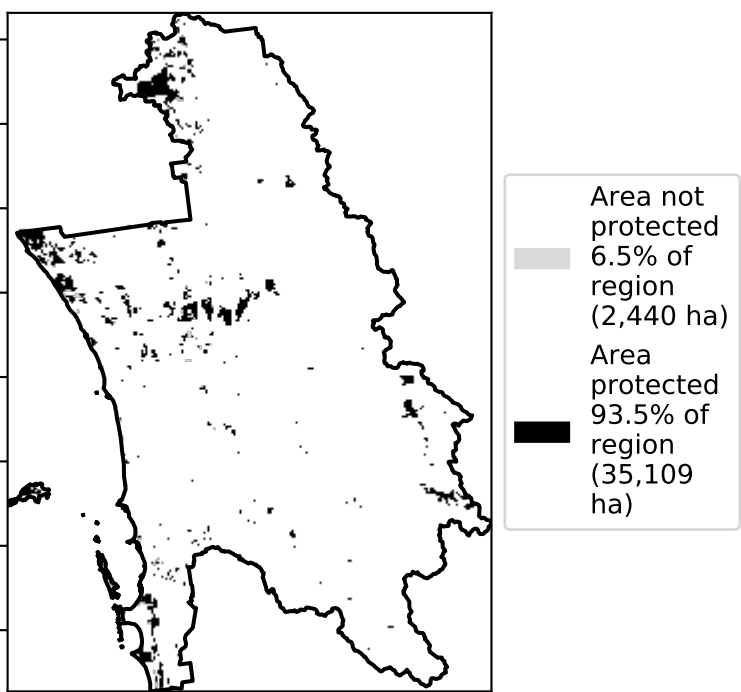 Area not
protected
6.5% of
region
(2,440 ha)
Area
protected
93.5% of
region
(35,109
ha)